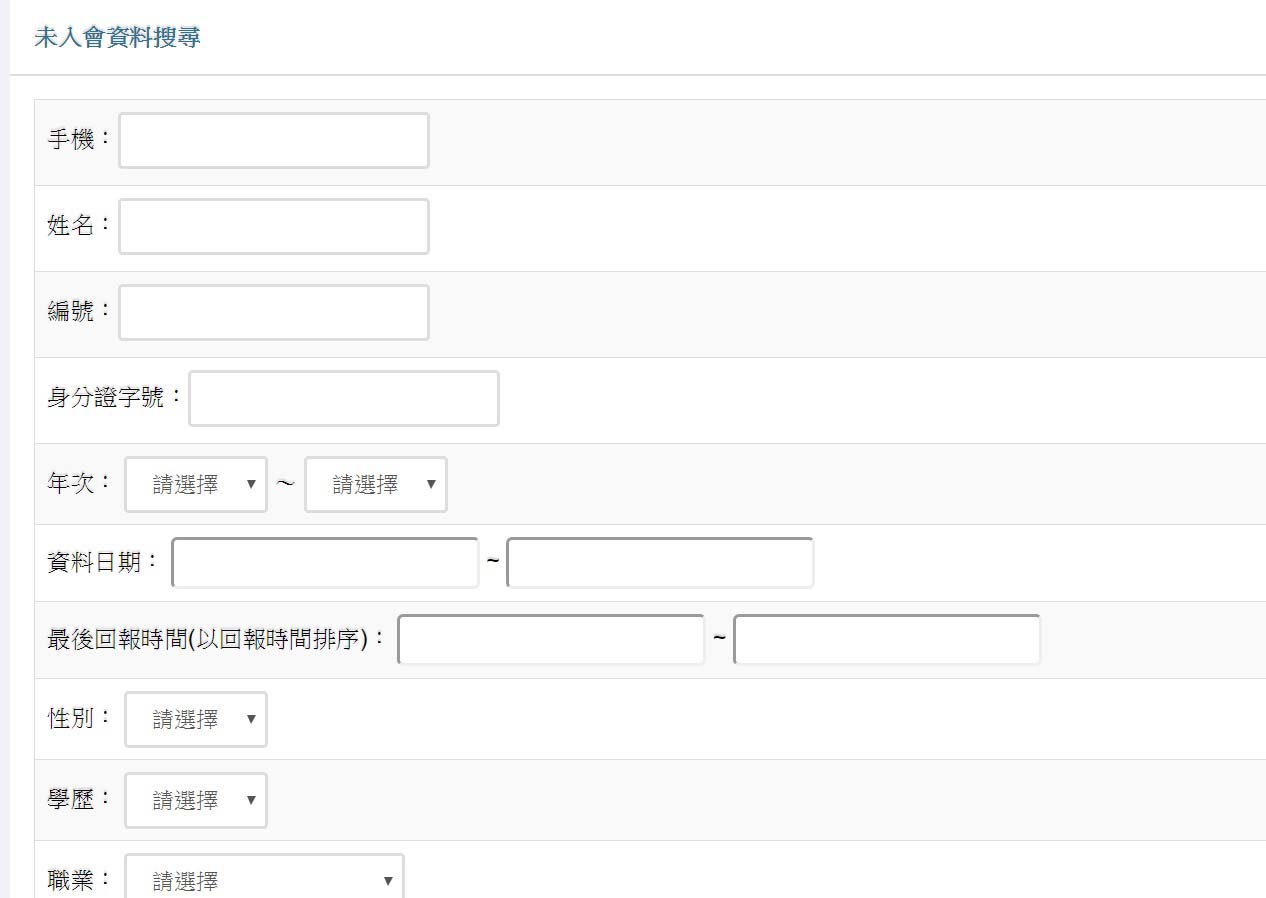 未入會資料搜尋
手機：
姓名：
編號：
身分證字號：
年次： 請選擇 ～ 請選擇
資料日期： ~
最後回報時間(以回報時間排序)： ~
性別： 請選擇
學歷： 請選擇
職業： 請選擇